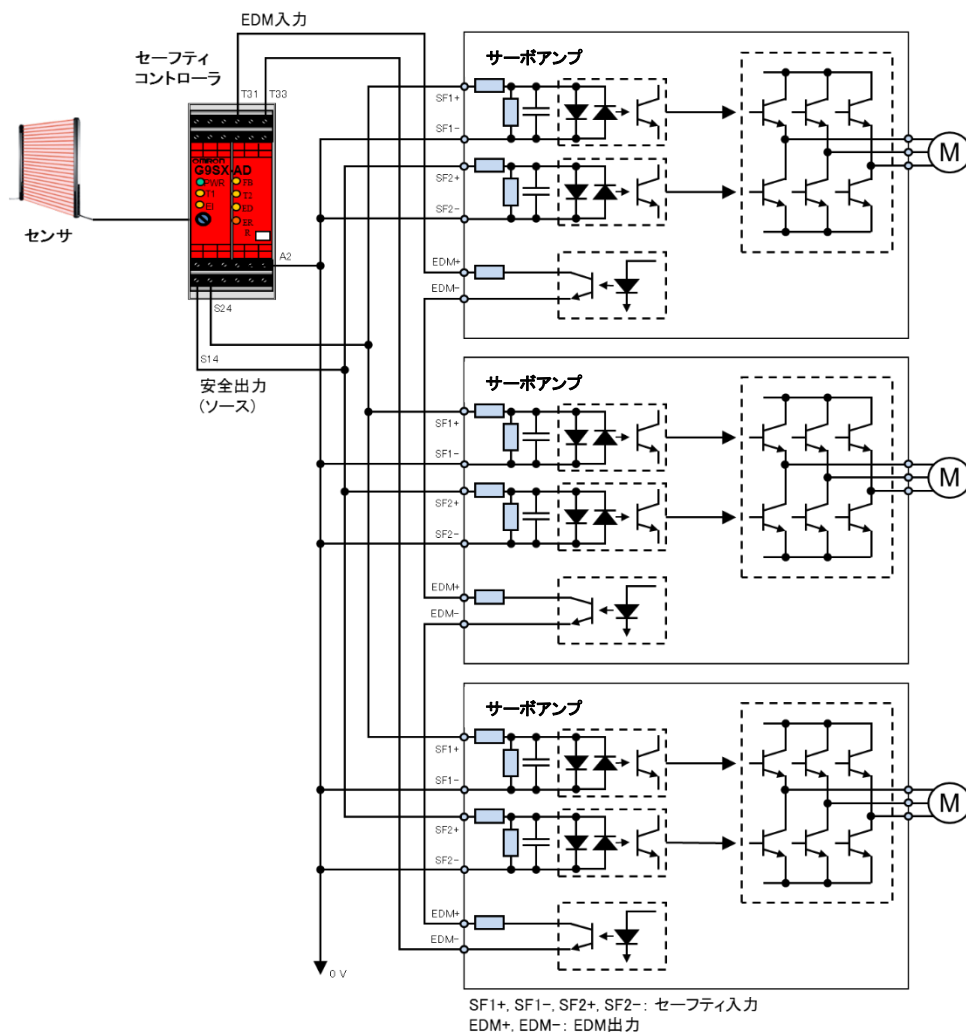 EDM入力
セーフティ
コントローラ
T31 T33
OMRON
G9SX-AD
PWR FB
T1 T2
EI ED
ER
R
センサ
A2
S24
S14
安全出力
(ソース)
0 V
サーボアンプ
SF1+
SF1-
SF2+
SF2-
EDM+
EDM-
M
サーボアンプ
SF1+
SF1-
SF2+
SF2-
EDM+
EDM-
M
サーボアンプ
SF1+
SF1-
SF2+
SF2-
EDM+
EDM-
M
SF1+, SF1-, SF2+, SF2-: セーフティ入力
EDM+, EDM-: EDM出力